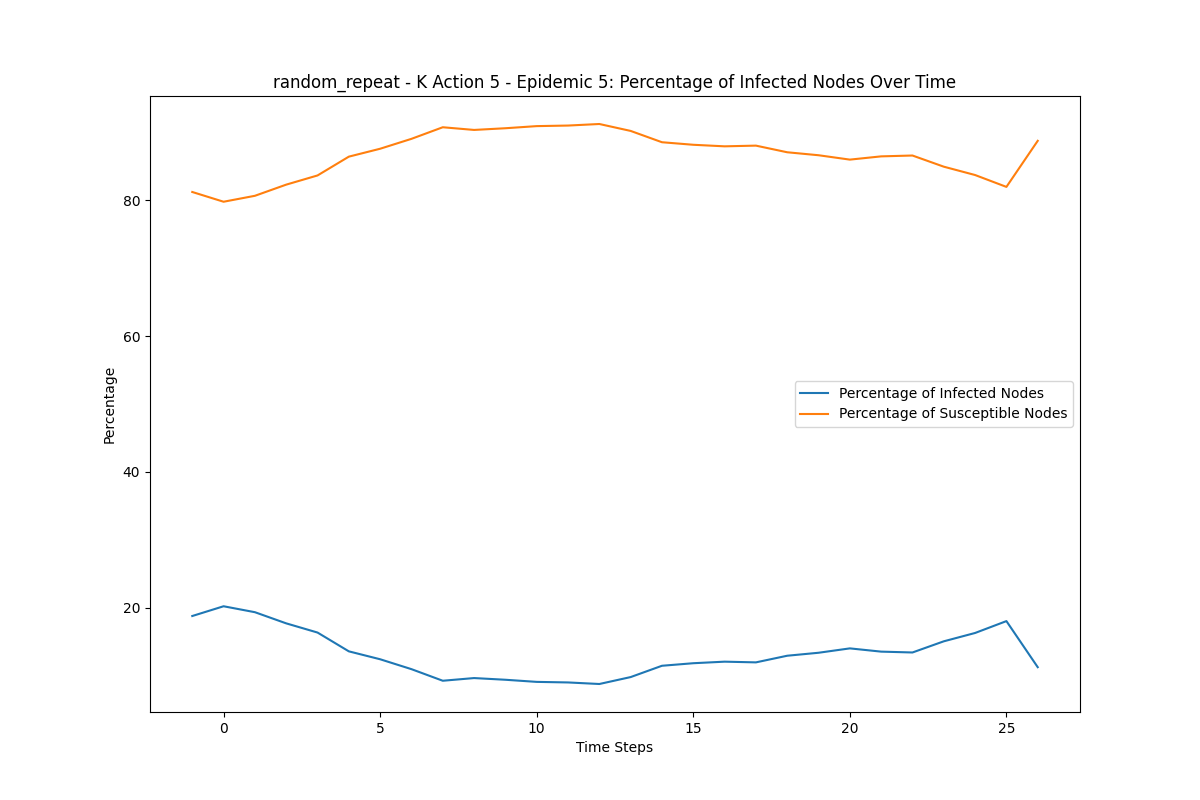 random_repeat - K Action 5 - Epidemic 5: Percentage of Infected Nodes Over Time
Percentage
80
60
40
20
Percentage of Infected Nodes
Percentage of Susceptible Nodes
0 5 10 15 20 25
Time Steps